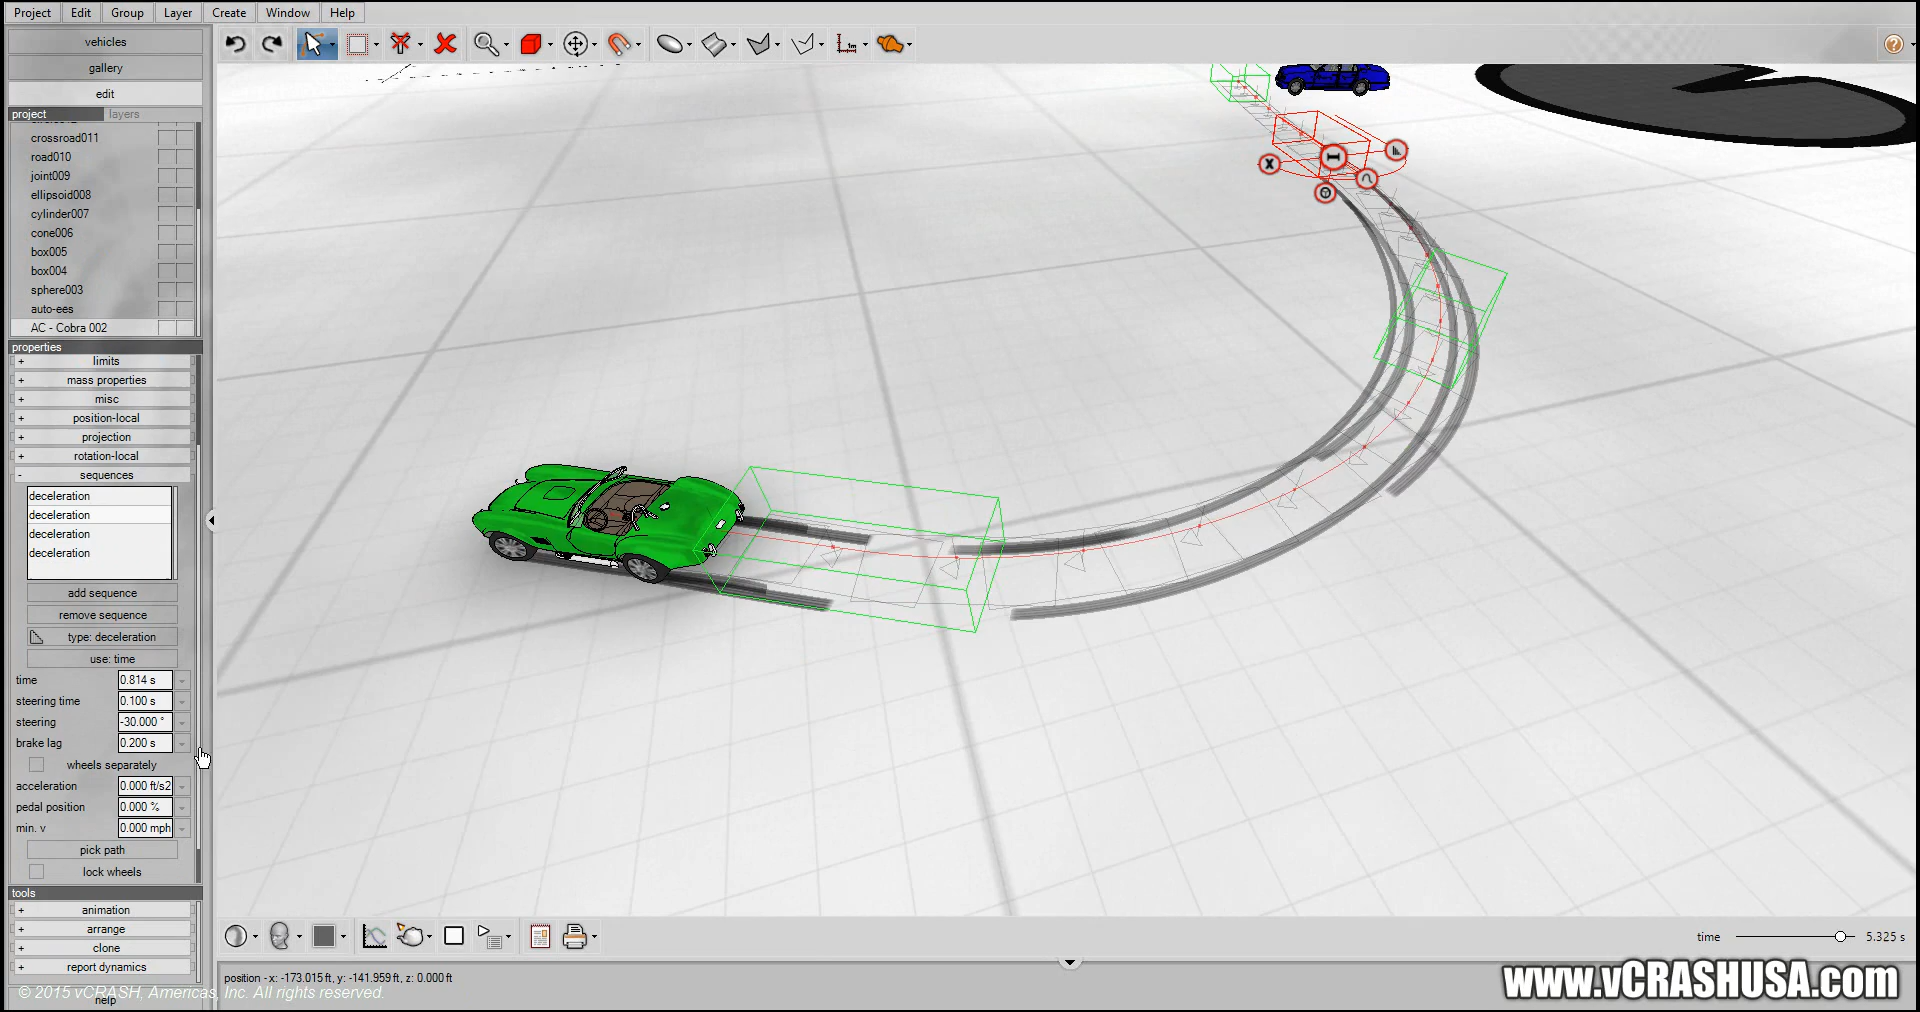 Project Edit Group Layer Create Window Help
vehicles
gallery
edit
project layers
crossroad011
road010
joint009
ellipsoid008
cylinder007
cone006
box005
box004
sphere003
auto-ees
AC - Cobra 002
properties
+ limits
+ mass properties
+ misc
+ position-local
+ projection
+ rotation-local
- sequences
deceleration
deceleration
deceleration
deceleration
add sequence
remove sequence
type: deceleration
use: time
time 0.814 s
steering time 0.100 s
steering -30.000 °
brake lag 0.200 s
wheels separately
acceleration 0.000 ft/s2
pedal position 0.000 %
min. v 0.000 mph
pick path
lock wheels
tools
+ animation
+ arrange
+ clone
+ report dynamics
help
time 5.325 s
position - x: -173.015 ft, y: -141.959 ft, z: 0.000 ft
© 2015 vCRASH, Americas, Inc. All rights reserved.
www.vCRASHUSA.com